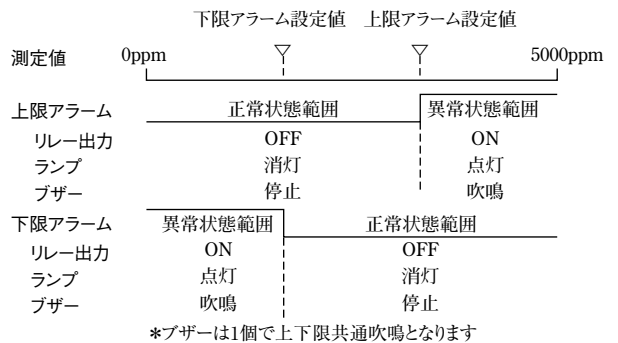 下限アラーム設定値 上限アラーム設定値
測定値 0ppm 5000ppm
上限アラーム 正常状態範囲 異常状態範囲
リレー出力 OFF ON
ランプ 消灯 点灯
ブザー 停止 吹鳴
下限アラーム 異常状態範囲 正常状態範囲
リレー出力 ON OFF
ランプ 点灯 消灯
ブザー 吹鳴 停止
*ブザーは1個で上下限共通吹鳴となります